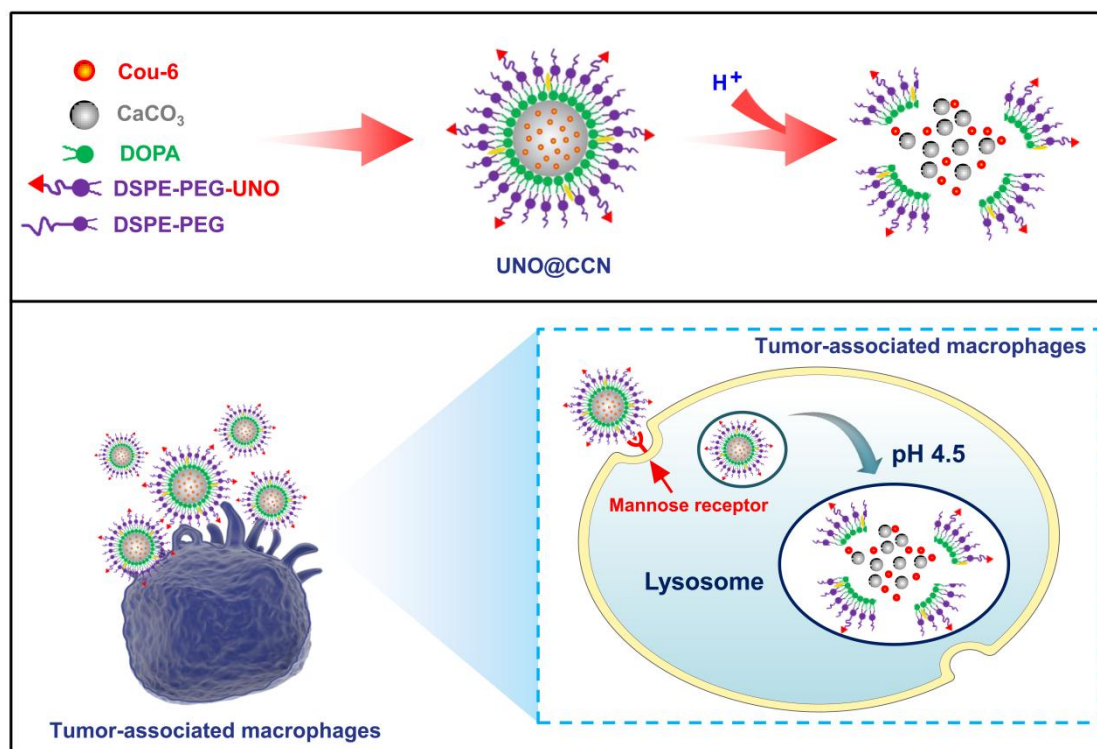 Cou-6
CaCO₃
DOPA
DSPE-PEG-UNO
DSPE-PEG
UNO@CCN
H⁺
Tumor-associated macrophages
Tumor-associated macrophages
Mannose receptor
pH 4.5
Lysosome